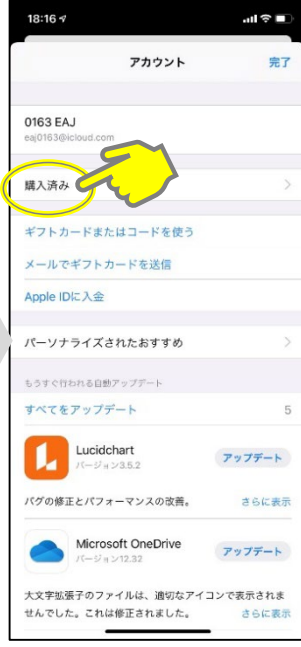 18:16
アカウント
完了
0163 EAJ
eaj0163@icloud.com
購入済み
ギフトカードまたはコードを使う
メールでギフトカードを送信
Apple IDに入金
パーソナライズされたおすすめ
もうすぐ行われる自動アップデート
すべてをアップデート
5
Lucidchart
バージョン3.5.2
アップデート
バグの修正とパフォーマンスの改善。
さらに表示
Microsoft OneDrive
バージョン12.32
アップデート
大文字拡張子のファイルは、適切なアイコンで表示されま
せんでした。これは修正されました。
さらに表示